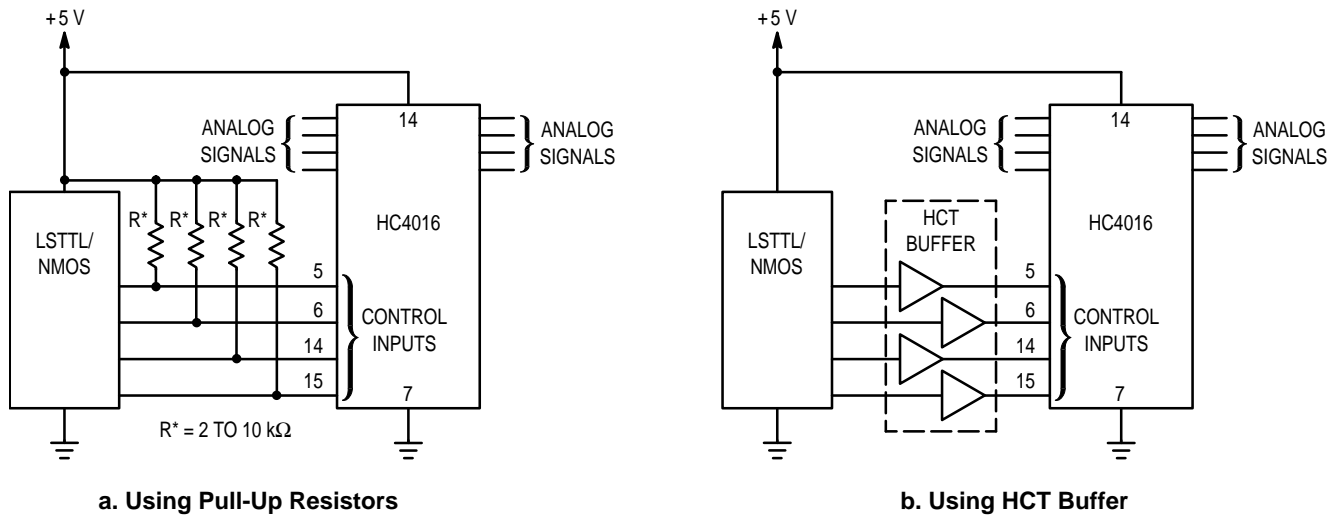 +5 V
14
ANALOG
SIGNALS
ANALOG
SIGNALS
R* R* R* R*
LSTTL/
NMOS
HC4016
5
6
14
15
CONTROL
INPUTS
7
R* = 2 TO 10 kΩ
a. Using Pull-Up Resistors
+5 V
14
ANALOG
SIGNALS
ANALOG
SIGNALS
LSTTL/
NMOS
HCT
BUFFER
HC4016
5
6
14
15
CONTROL
INPUTS
7
b. Using HCT Buffer